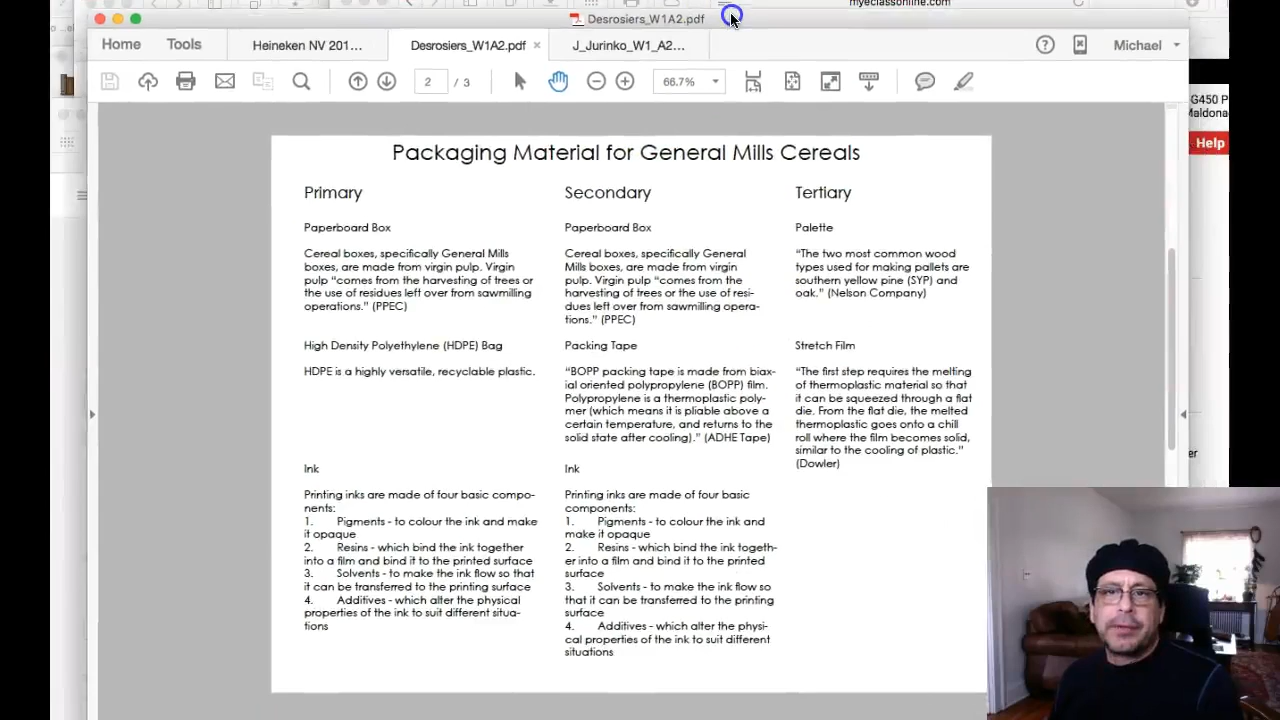 myeclassonline.com
Desrosiers_W1A2.pdf
Home
Tools
Heineken NV 201...
Desrosiers_W1A2.pdf ×
J_Jurinko_W1_A2...
Michael
2 / 3
66.7%
G450 P
Maldona
Help
er
Packaging Material for General Mills Cereals
Primary
Paperboard Box
Cereal boxes, specifically General Mills
boxes, are made from virgin pulp. Virgin
pulp “comes from the harvesting of trees or
the use of residues left over from sawmilling
operations.” (PPEC)
High Density Polyethylene (HDPE) Bag
HDPE is a highly versatile, recyclable plastic.
Ink
Printing inks are made of four basic compo-
nents:
1. Pigments - to colour the ink and make
it opaque
2. Resins - which bind the ink together
into a film and bind it to the printed surface
3. Solvents - to make the ink flow so that
it can be transferred to the printing surface
4. Additives - which alter the physical
properties of the ink to suit different situa-
tions
Secondary
Paperboard Box
Cereal boxes, specifically General
Mills boxes, are made from virgin
pulp. Virgin pulp “comes from the
harvesting of trees or the use of resi-
dues left over from sawmilling opera-
tions.” (PPEC)
Packing Tape
“BOPP packing tape is made from biax-
ial oriented polypropylene (BOPP) film.
Polypropylene is a thermoplastic poly-
mer (which means it is pliable above a
certain temperature, and returns to the
solid state after cooling).” (ADHE Tape)
Ink
Printing inks are made of four basic
components:
1. Pigments - to colour the ink and
make it opaque
2. Resins - which bind the ink togeth-
er into a film and bind it to the printed
surface
3. Solvents - to make the ink flow so
that it can be transferred to the printing
surface
4. Additives - which alter the physi-
cal properties of the ink to suit different
situations
Tertiary
Palette
“The two most common wood
types used for making pallets are
southern yellow pine (SYP) and
oak.” (Nelson Company)
Stretch Film
“The first step requires the melting
of thermoplastic material so that
it can be squeezed through a flat
die. From the flat die, the melted
thermoplastic goes onto a chill
roll where the film becomes solid,
similar to the cooling of plastic.”
(Dowler)